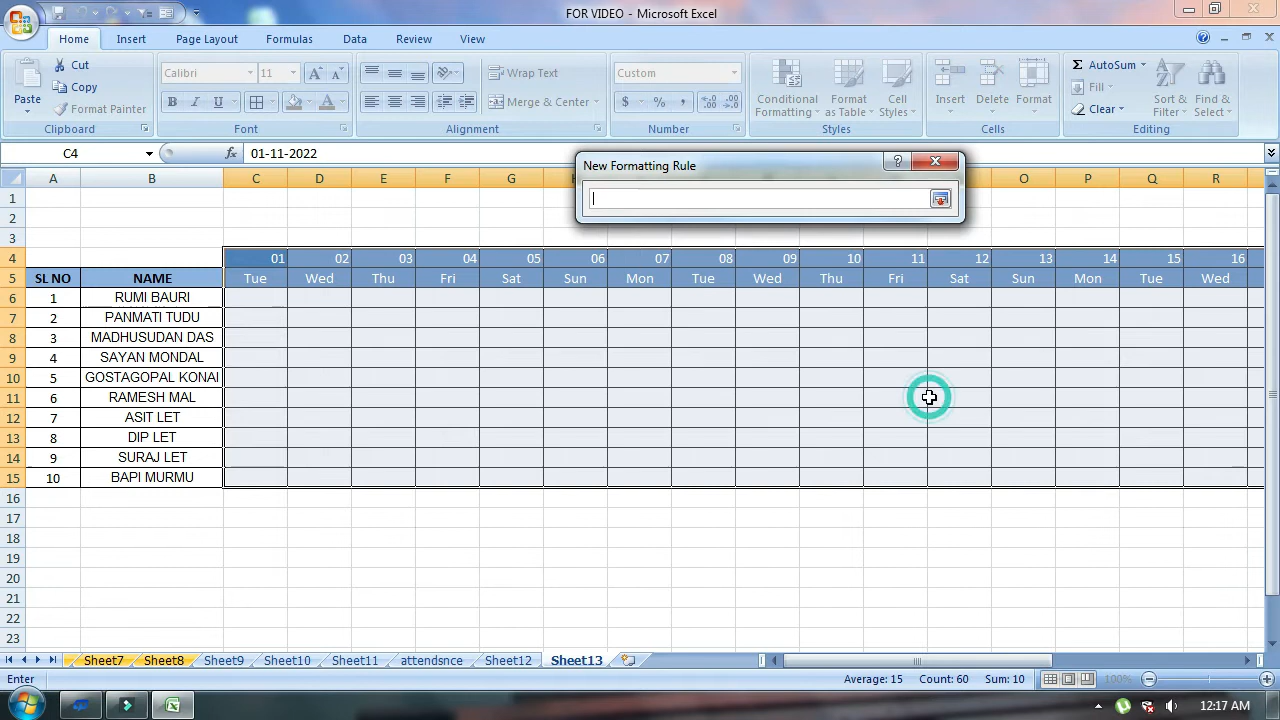 FOR VIDEO - Microsoft Excel
Home Insert Page Layout Formulas Data Review View
Paste Cut Calibri 11 Wrap Text Custom AutoSum
Copy Conditional Formatting Format as Table Cell Styles Insert Delete Format Fill Sort & Filter Find & Select
Format Painter B I U Merge & Center $ % , Clear
Clipboard Font Alignment Number Styles Cells Editing
C4 fx 01-11-2022
New Formatting Rule
A B C D E F G H N O P Q R
1
2
3
4 01 02 03 04 05 06 07 08 09 10 11 12 13 14 15 16
5 SL NO NAME Tue Wed Thu Fri Sat Sun Mon Tue Wed Thu Fri Sat Sun Mon Tue Wed
6 1 RUMI BAURI
7 2 PANMATI TUDU
8 3 MADHUSUDAN DAS
9 4 SAYAN MONDAL
10 5 GOSTAGOPAL KONAI
11 6 RAMESH MAL
12 7 ASIT LET
13 8 DIP LET
14 9 SURAJ LET
15 10 BAPI MURMU
16
17
18
19
20
21
22
23
Sheet7 Sheet8 Sheet9 Sheet10 Sheet11 attendsnce Sheet12 Sheet13
Enter Average: 15 Count: 60 Sum: 10 100%
12:17 AM